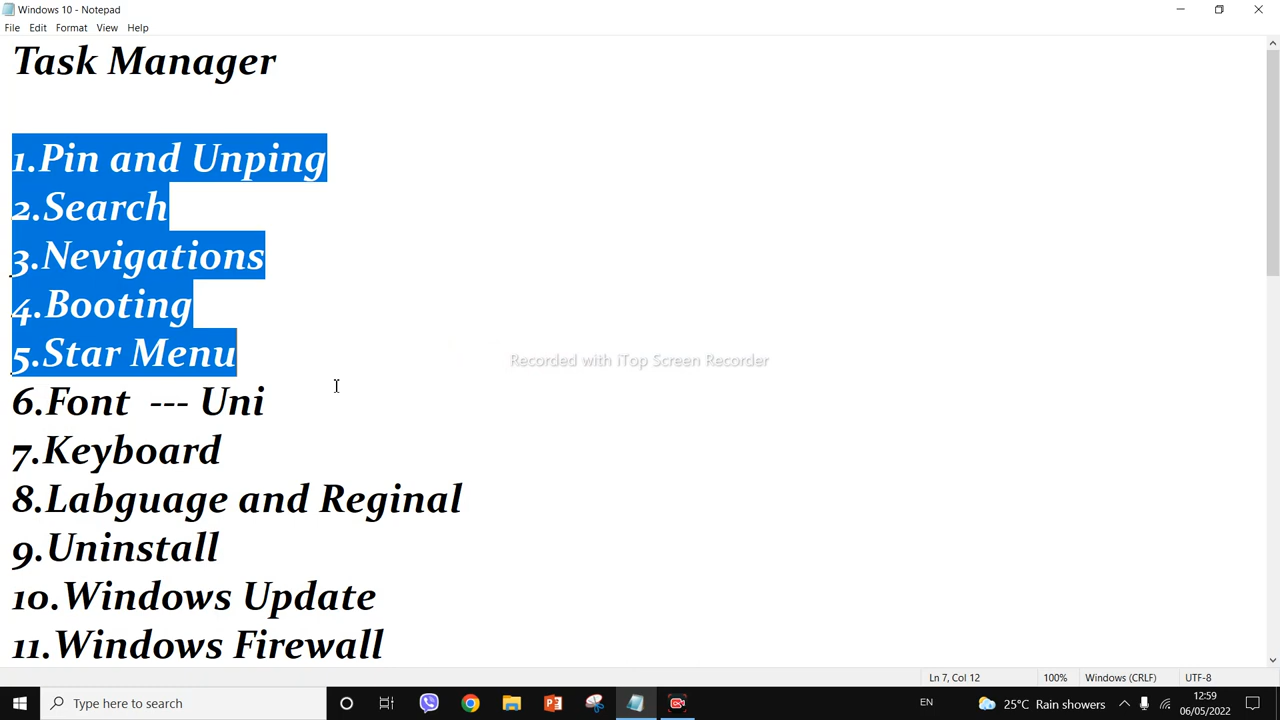 Windows 10 - Notepad
File Edit Format View Help
Task Manager
1.Pin and Unping
2.Search
3.Nevigations
4.Booting
5.Star Menu
6.Font --- Uni
7.Keyboard
8.Labguage and Reginal
9.Uninstall
10.Windows Update
11.Windows Firewall
Recorded with iTop Screen Recorder
Ln 7, Col 12 100% Windows (CRLF) UTF-8
Type here to search
EN
25°C Rain showers
12:59
06/05/2022